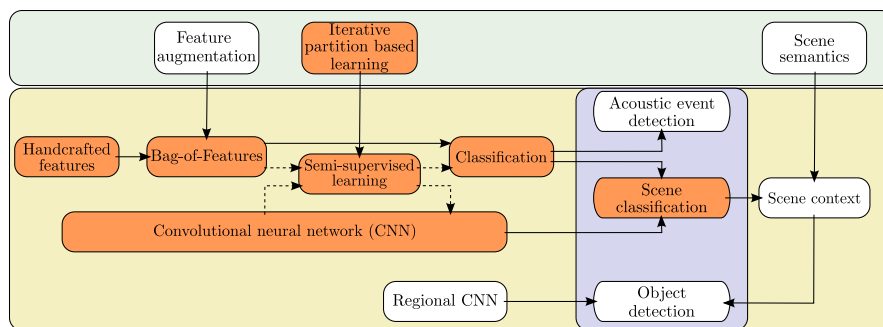 Feature
augmentation
Iterative
partition based
learning
Scene
semantics
Acoustic event
detection
Handcrafted
features
Bag-of-Features
Semi-supervised
learning
Classification
Scene
classification
Scene context
Convolutional neural network (CNN)
Regional CNN
Object
detection